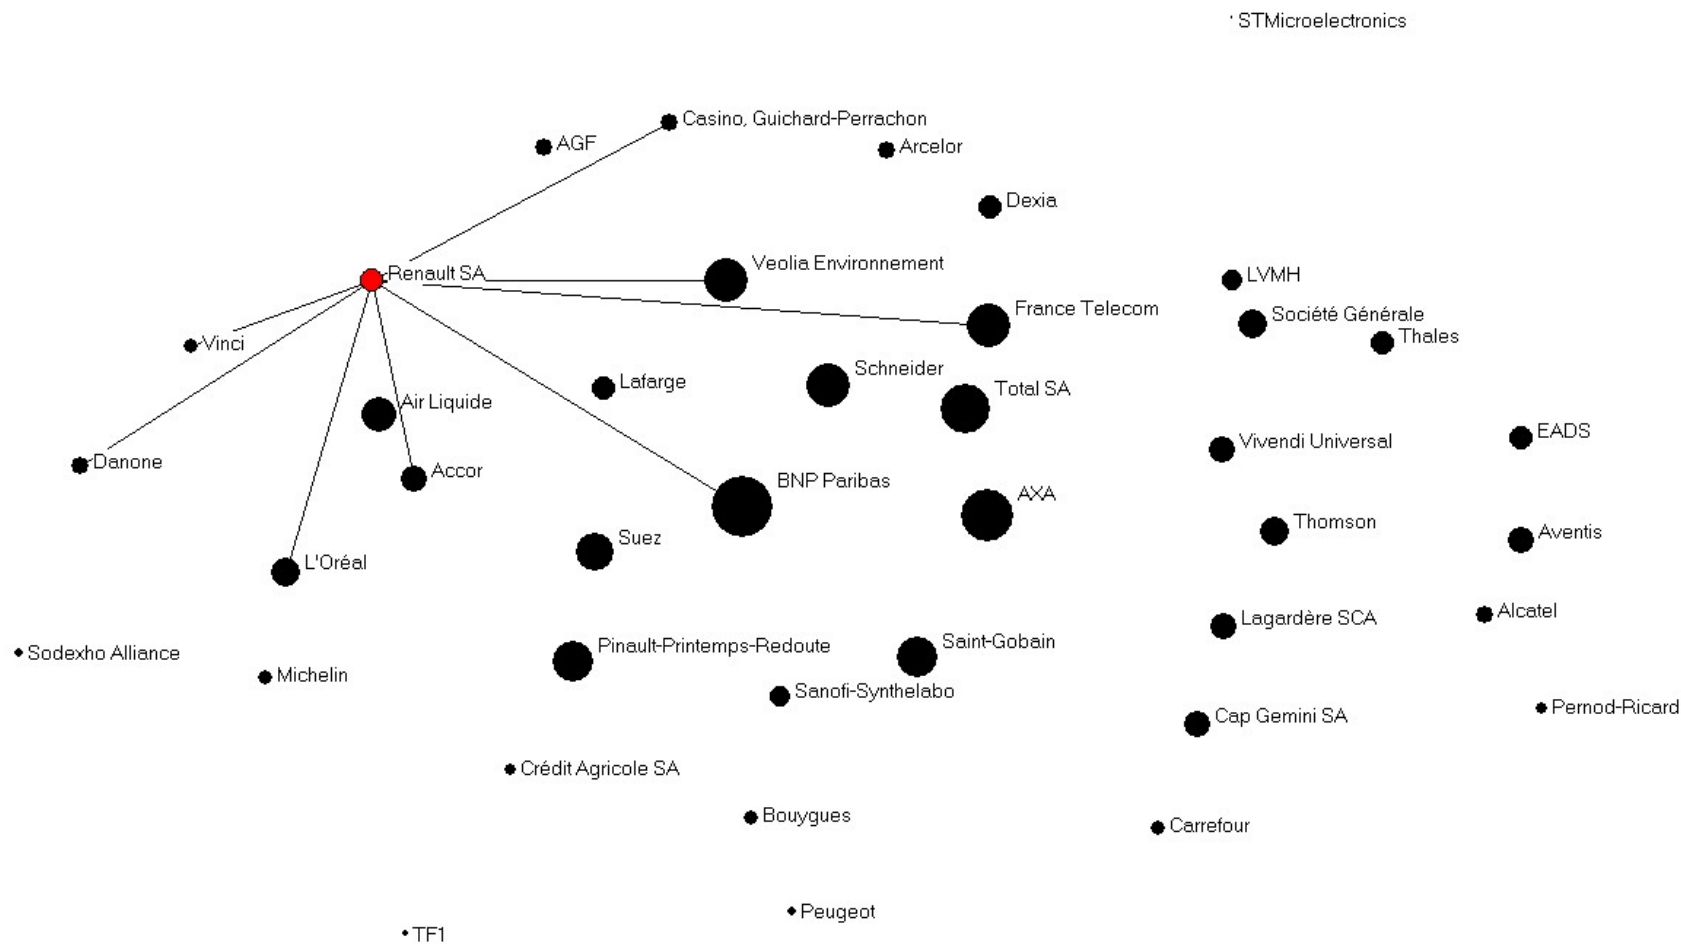 STMicroelectronics
Casino, Guichard-Perrachon
AGF
Arcelor
Dexia
Veolia Environnement
Renault SA
LVMH
France Telecom
Société Générale
Thales
Vinci
Schneider
Lafarge
Total SA
Air Liquide
EADS
Vivendi Universal
Danone
Accor
BNP Paribas
AXA
Thomson
Aventis
Suez
L'Oréal
Alcatel
Lagardère SCA
Saint-Gobain
Pinault-Printemps-Redoute
Sodexho Alliance
Michelin
Sanofi-Synthelabo
Pernod-Ricard
Cap Gemini SA
Crédit Agricole SA
Bouygues
Carrefour
Peugeot
TF1